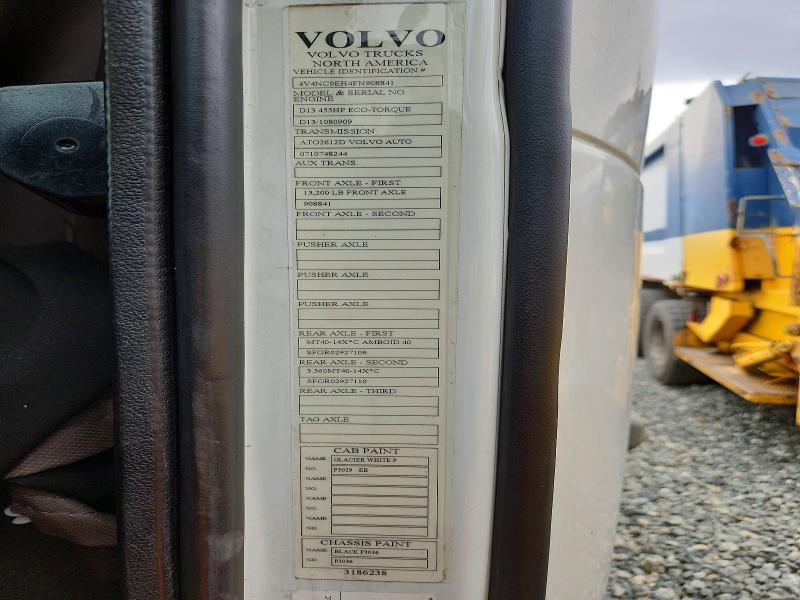 VOLVO
VOLVO TRUCKS
NORTH AMERICA
VEHICLE IDENTIFICATION #
4V4NC9EH4FN908841
MODEL & SERIAL NO
ENGINE
D13 455HP ECO-TORQUE
D13/1080909
TRANSMISSION
ATO2612D VOLVO AUTO
0710748244
AUX TRANS.
FRONT AXLE - FIRST
13,200 LB FRONT AXLE
908841
FRONT AXLE - SECOND
PUSHER AXLE
PUSHER AXLE
PUSHER AXLE
REAR AXLE - FIRST
MT40-14X*C AMBOID 40
SFOR02927109
REAR AXLE - SECOND
3.360MT40-14X*C
SFOR02927110
REAR AXLE - THIRD
TAG AXLE
CAB PAINT
NAME GLACIER WHITE P
NO. P3029 -EB
NAME
NO.
NAME
NO.
NAME
NO.
CHASSIS PAINT
NAME BLACK P3036
NO P3036
3186238